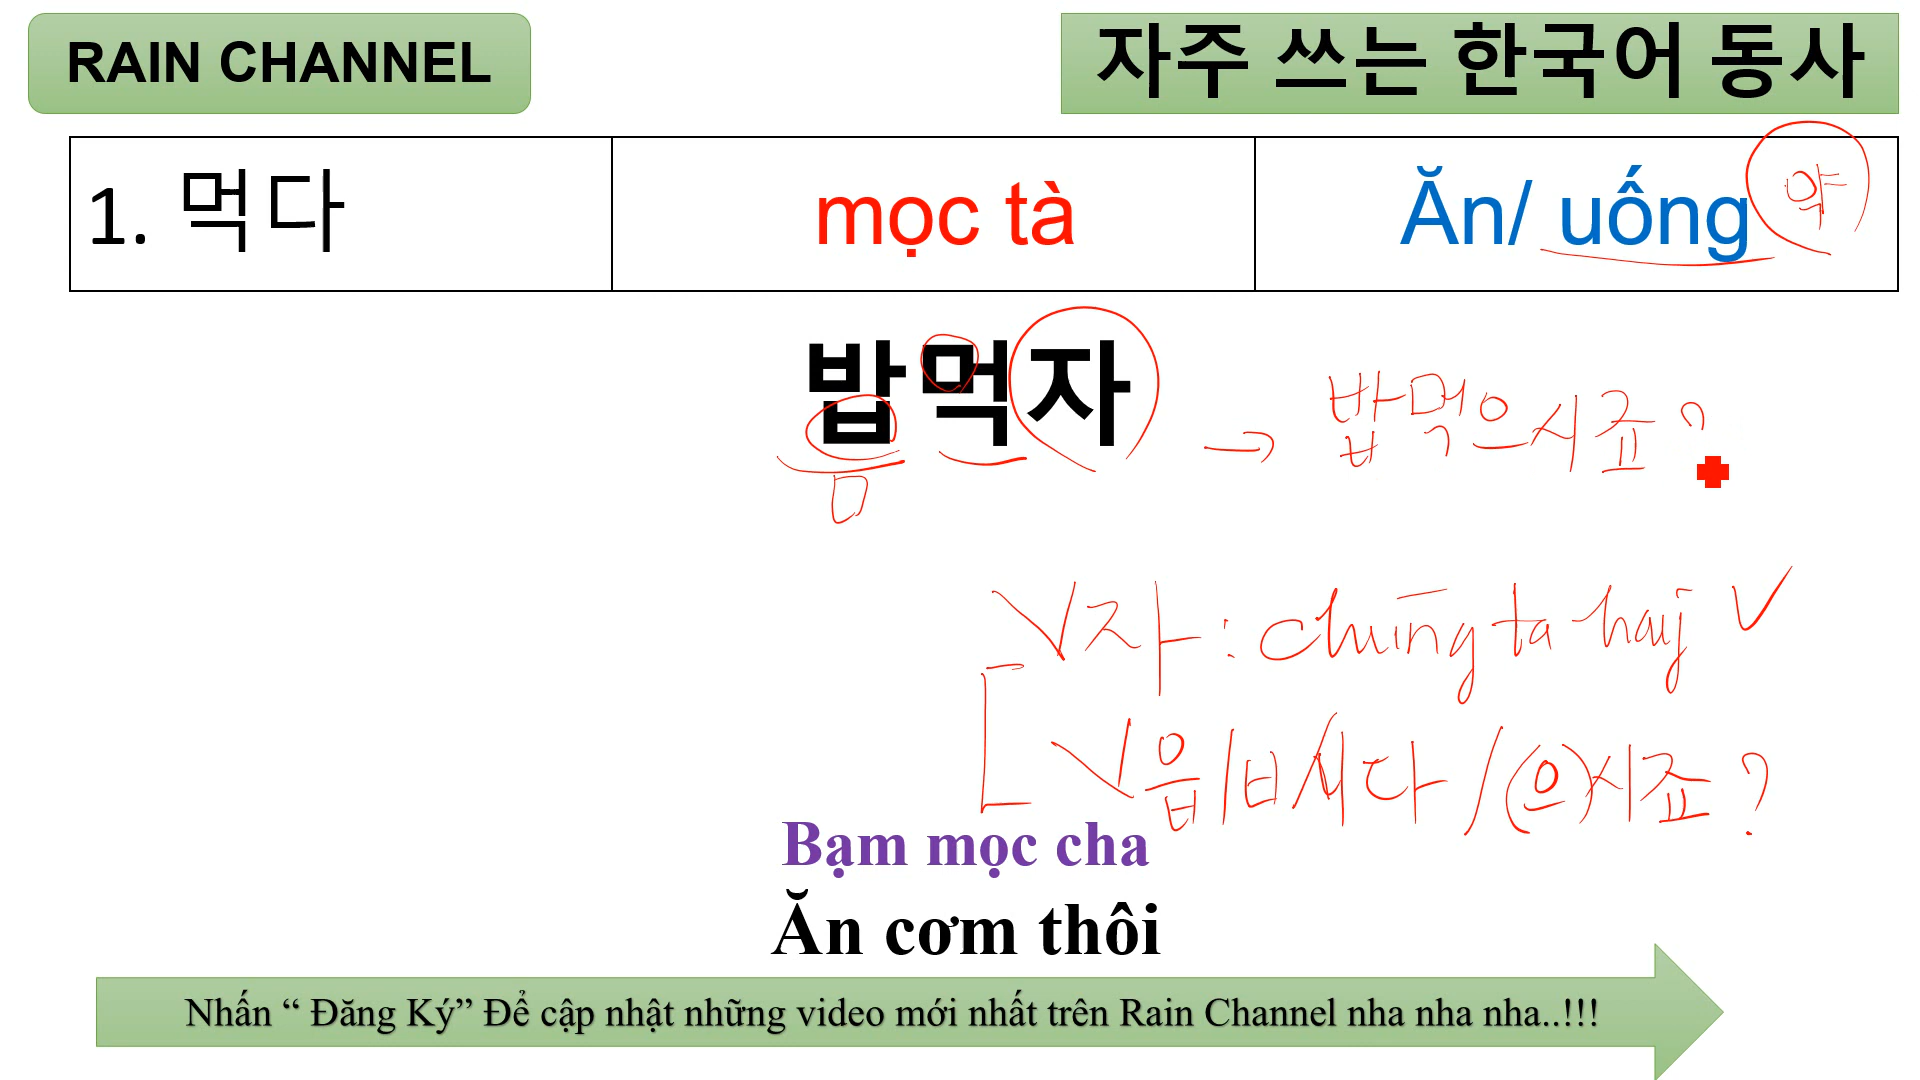 RAIN CHANNEL
자주 쓰는 한국어 동사
1. 먹다 mọc tà Ăn/ uống 약
밥먹자
ㅁ
→ 밥먹으시죠?
자: chúng ta hãy
읍/ㅂ시다/(으)시죠?
Bạm mọc cha
Ăn cơm thôi
Nhấn “ Đăng Ký” Để cập nhật những video mới nhất trên Rain Channel nha nha nha..!!!